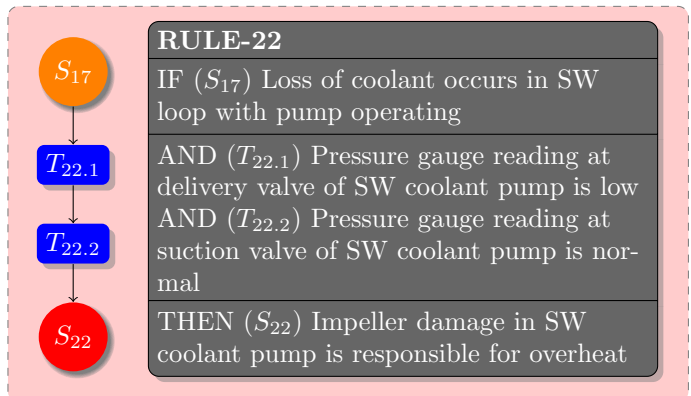 S17
T22.1
T22.2
S22
RULE-22
IF (S17) Loss of coolant occurs in SW
loop with pump operating
AND (T22.1) Pressure gauge reading at
delivery valve of SW coolant pump is low
AND (T22.2) Pressure gauge reading at
suction valve of SW coolant pump is nor-
mal
THEN (S22) Impeller damage in SW
coolant pump is responsible for overheat